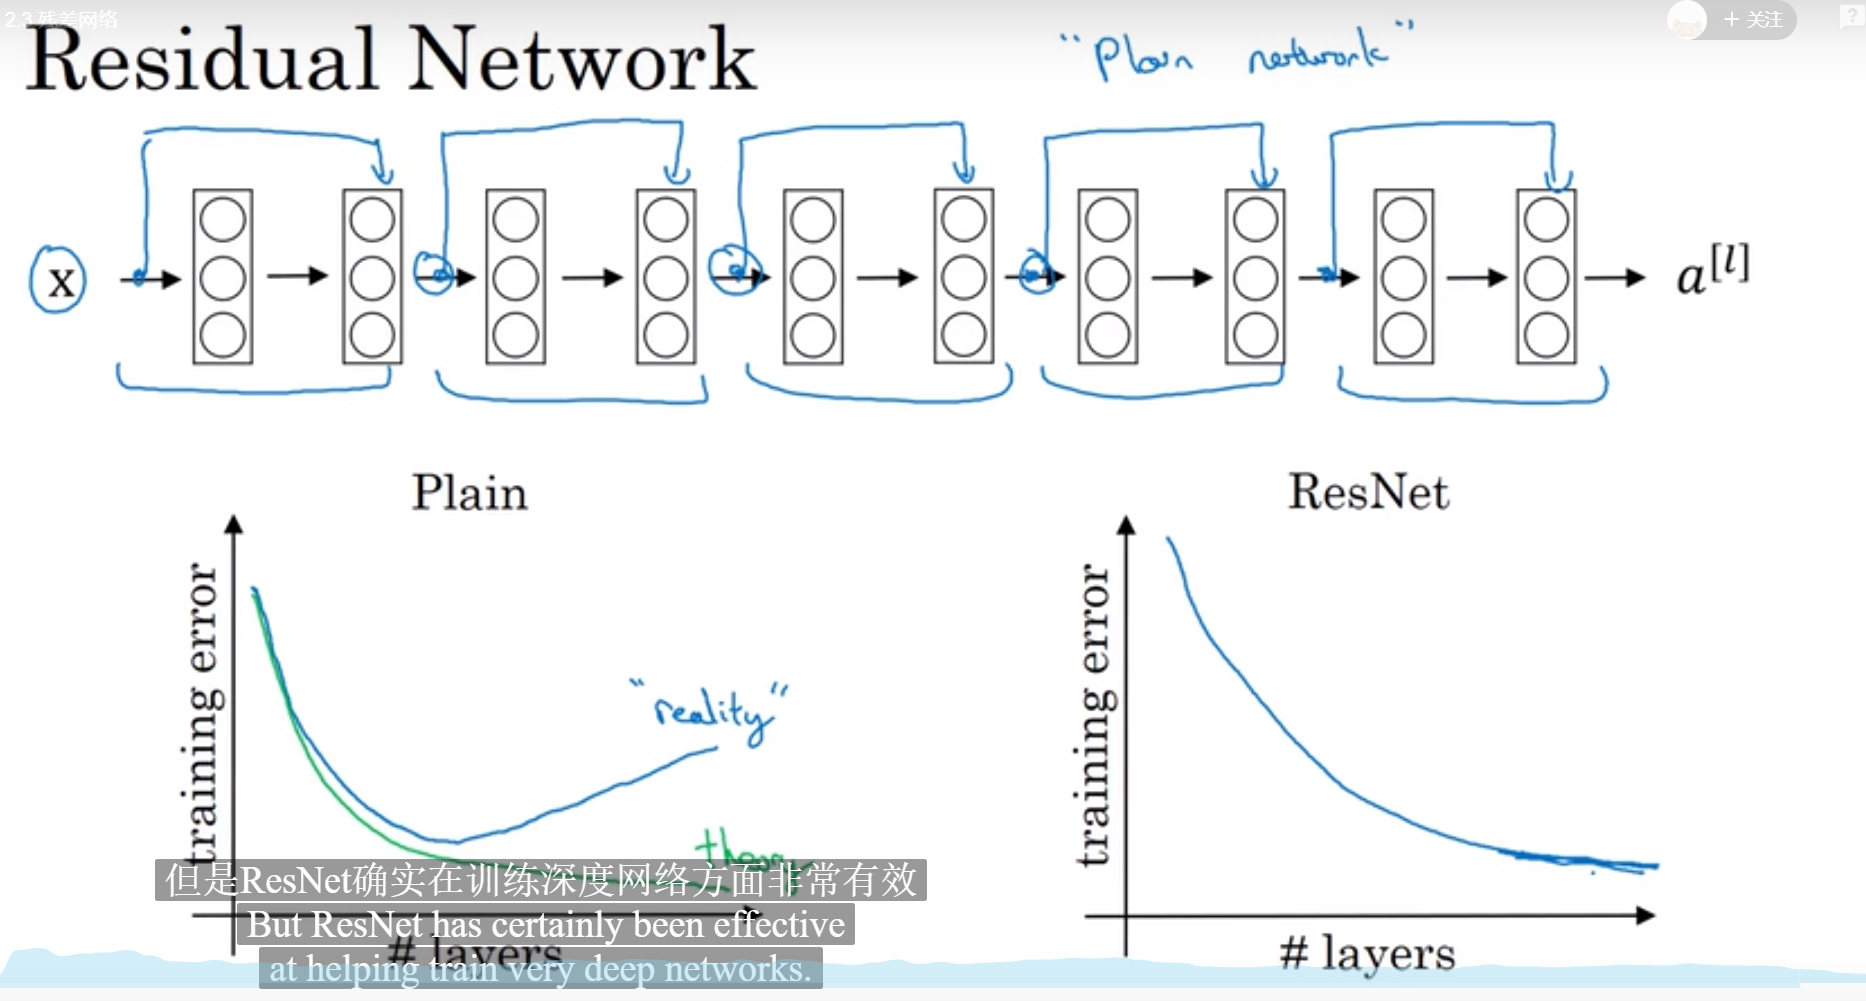 2.3 残差网络
+ 关注
?
Residual Network
"Plain network"
x
a[l]
Plain
ResNet
training error
"reality"
theory
training error
但是ResNet确实在训练深度网络方面非常有效
But ResNet has certainly been effective
# layers
at helping train very deep networks.
# layers